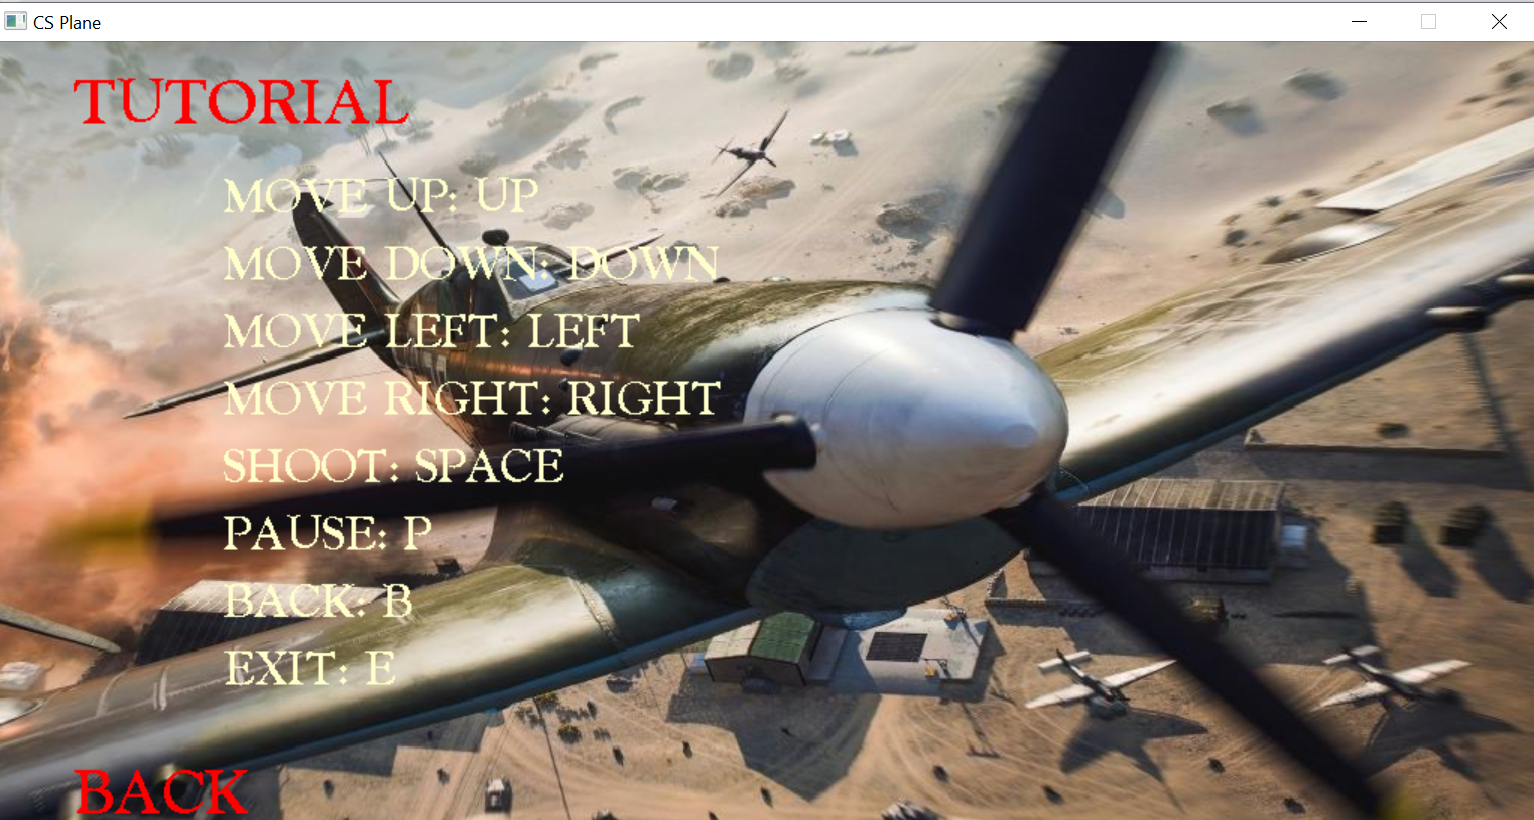 CS Plane
TUTORIAL
MOVE UP: UP
MOVE DOWN: DOWN
MOVE LEFT: LEFT
MOVE RIGHT: RIGHT
SHOOT: SPACE
PAUSE: P
BACK: B
EXIT: E
BACK